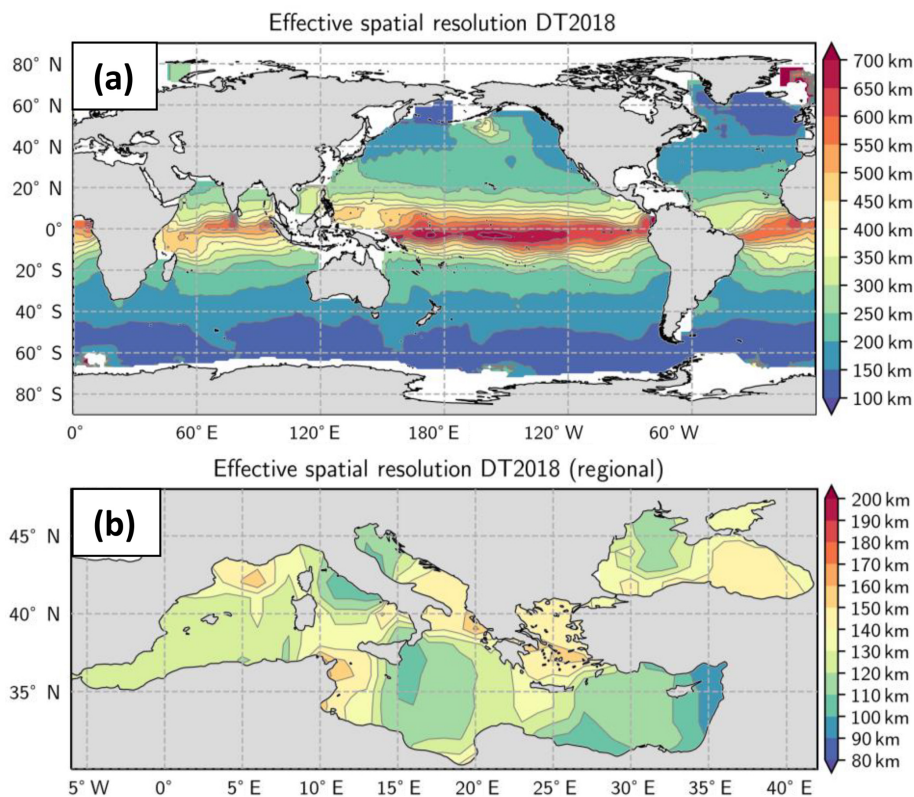 Effective spatial resolution DT2018
(a)
80° N
60° N
40° N
20° N
0°
20° S
40° S
60° S
80° S
0° 60° E 120° E 180° E 120° W 60° W
700 km
650 km
600 km
550 km
500 km
450 km
400 km
350 km
300 km
250 km
200 km
150 km
100 km
Effective spatial resolution DT2018 (regional)
(b)
45° N
40° N
35° N
5° W 0° 5° E 10° E 15° E 20° E 25° E 30° E 35° E 40° E
200 km
190 km
180 km
170 km
160 km
150 km
140 km
130 km
120 km
110 km
100 km
90 km
80 km